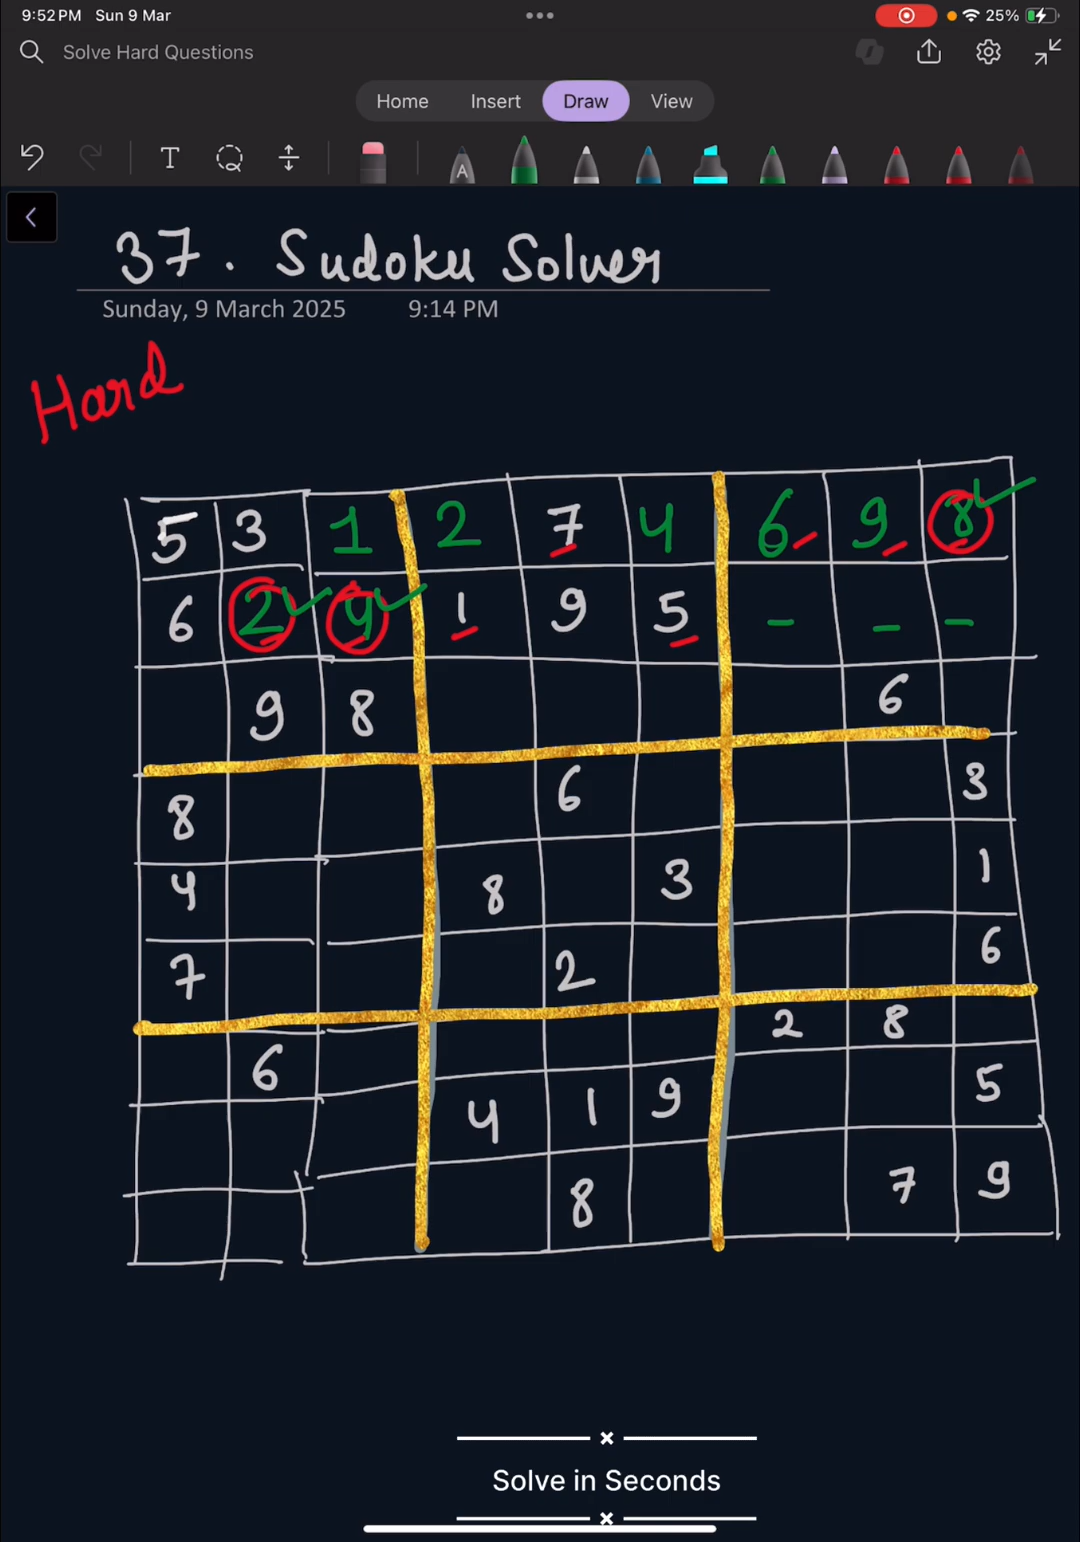 9:52 PM Sun 9 Mar 25%
Solve Hard Questions
Home Insert Draw View
T A
37. Sudoku Solver
Sunday, 9 March 2025 9:14 PM
Hard
5 3 1 2 7 4 6 9 8
6 2 4 1 9 5 - - -
9 8 6
8 6 3
4 8 3 1
7 2 6
6 2 8
4 1 9 5
8 7 9
Solve in Seconds